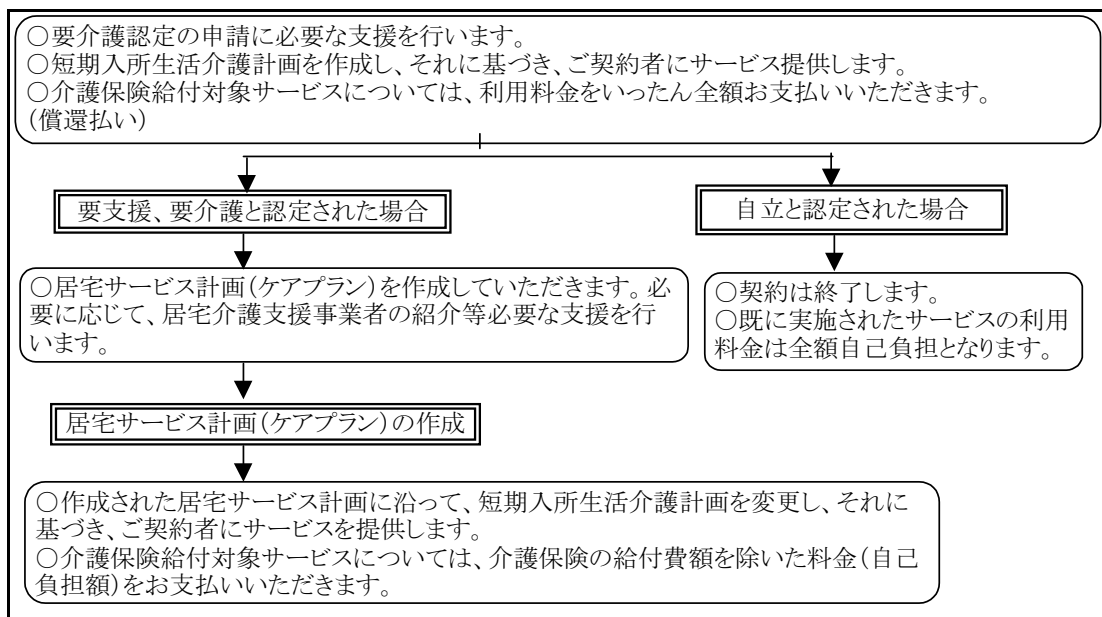 ○要介護認定の申請に必要な支援を行います。
○短期入所生活介護計画を作成し、それに基づき、ご契約者にサービス提供します。
○介護保険給付対象サービスについては、利用料金をいったん全額お支払いいただきます。
(償還払い)
要支援、要介護と認定された場合
自立と認定された場合
○居宅サービス計画(ケアプラン)を作成していただきます。必
要に応じて、居宅介護支援事業者の紹介等必要な支援を行
います。
○契約は終了します。
○既に実施されたサービスの利用
料金は全額自己負担となります。
居宅サービス計画(ケアプラン)の作成
○作成された居宅サービス計画に沿って、短期入所生活介護計画を変更し、それに
基づき、ご契約者にサービスを提供します。
○介護保険給付対象サービスについては、介護保険の給付費額を除いた料金(自己
負担額)をお支払いいただきます。